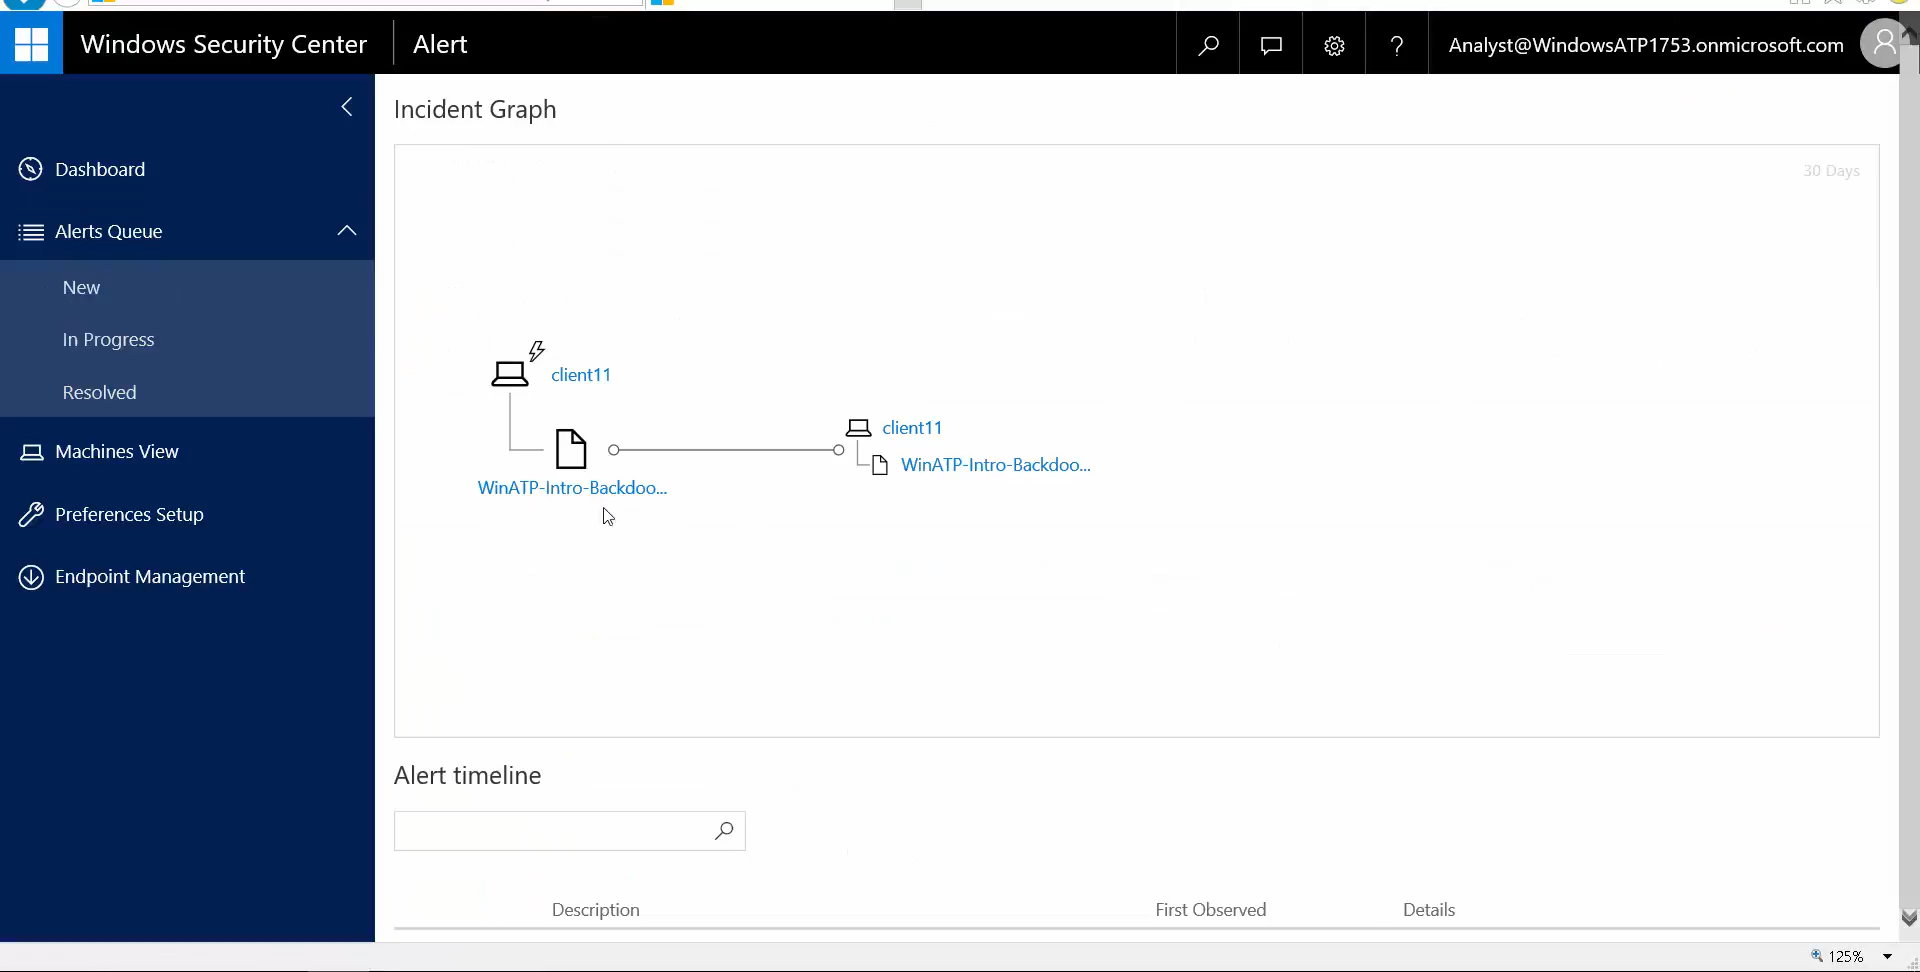 Windows Security Center
Alert
Analyst@WindowsATP1753.onmicrosoft.com
Dashboard
Alerts Queue
New
In Progress
Resolved
Machines View
Preferences Setup
Endpoint Management
Incident Graph
30 Days
client11
WinATP-Intro-Backdoo...
client11
WinATP-Intro-Backdoo...
Alert timeline
Description First Observed Details
125%